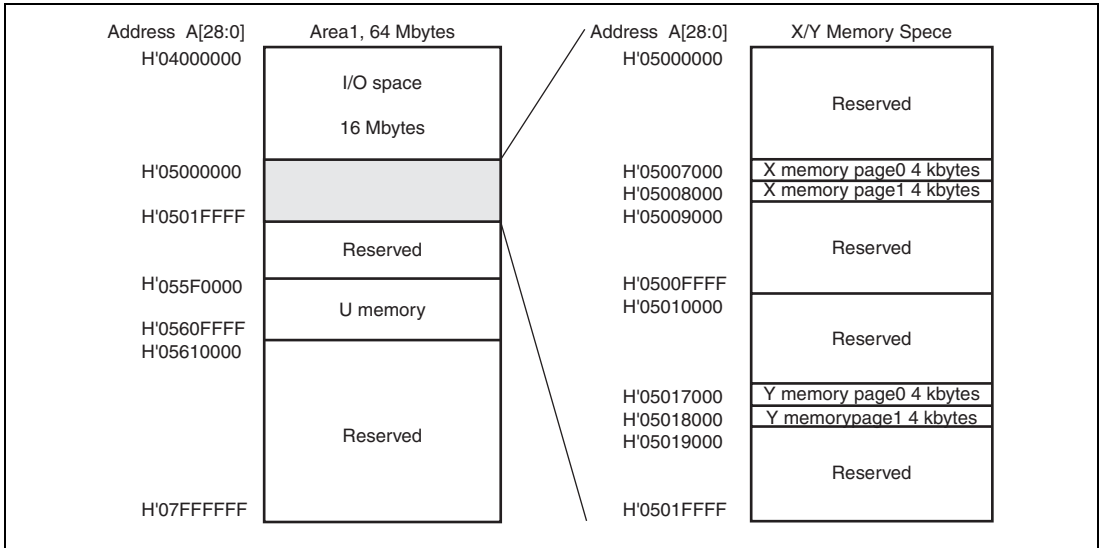 Address A[28:0]
Area1, 64 Mbytes
H'04000000
I/O space
16 Mbytes
H'05000000
H'0501FFFF
Reserved
H'055F0000
U memory
H'0560FFFF
H'05610000
Reserved
H'07FFFFFF
Address A[28:0]
X/Y Memory Spece
H'05000000
Reserved
H'05007000
X memory page0 4 kbytes
H'05008000
X memory page1 4 kbytes
H'05009000
Reserved
H'0500FFFF
H'05010000
Reserved
H'05017000
Y memory page0 4 kbytes
H'05018000
Y memorypage1 4 kbytes
H'05019000
Reserved
H'0501FFFF